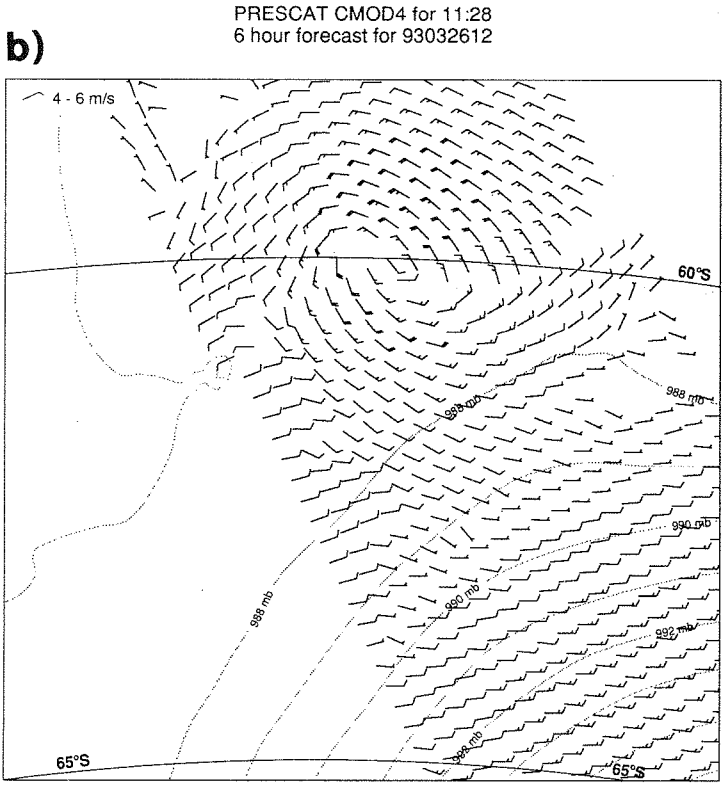 PRESCAT CMOD4 for 11:28
6 hour forecast for 93032612
b)
4 - 6 m/s
60°S
988 mb
988 mb
990 mb
990 mb
988 mb
992 mb
65°S
65°S